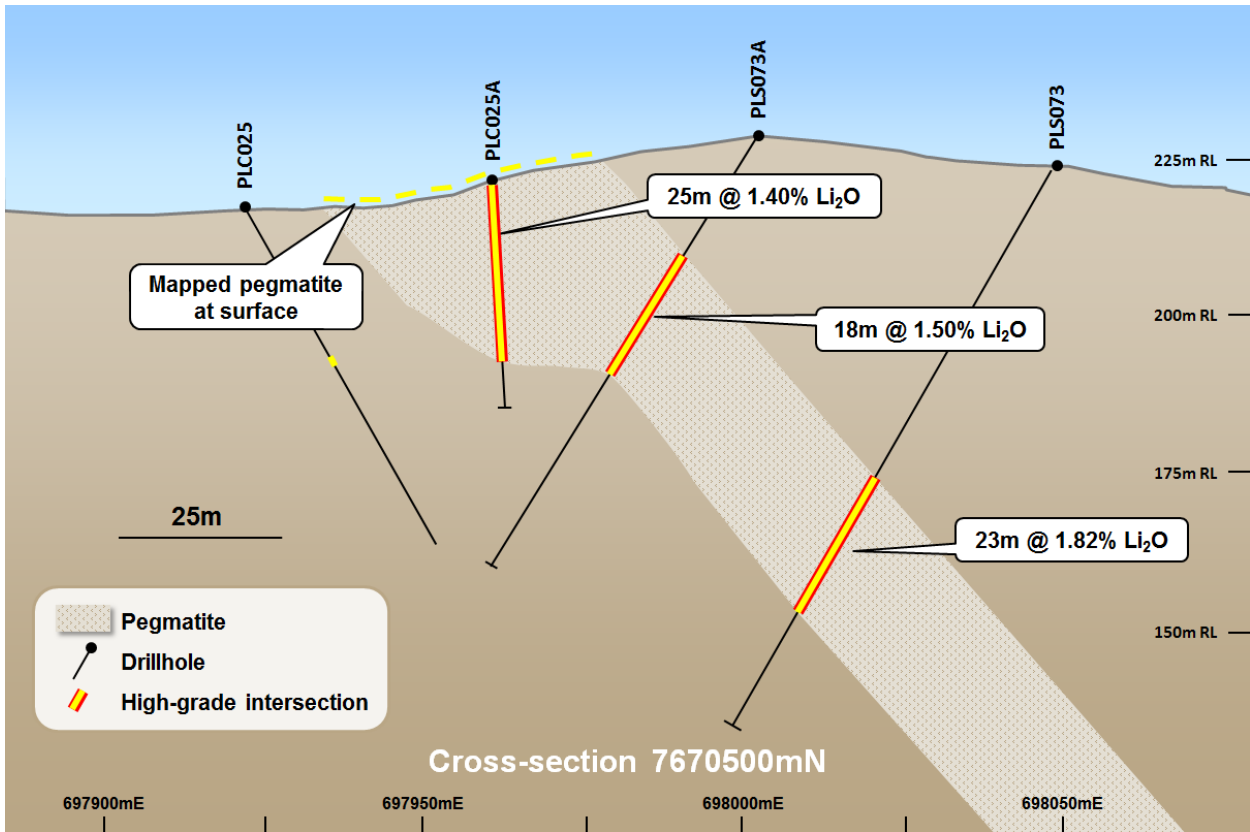 PLC025
PLC025A
PLS073A
PLS073
225m RL
25m @ 1.40% Li₂O
Mapped pegmatite
at surface
200m RL
18m @ 1.50% Li₂O
175m RL
25m
23m @ 1.82% Li₂O
Pegmatite
Drillhole
High-grade intersection
150m RL
Cross-section 7670500mN
697900mE
697950mE
698000mE
698050mE